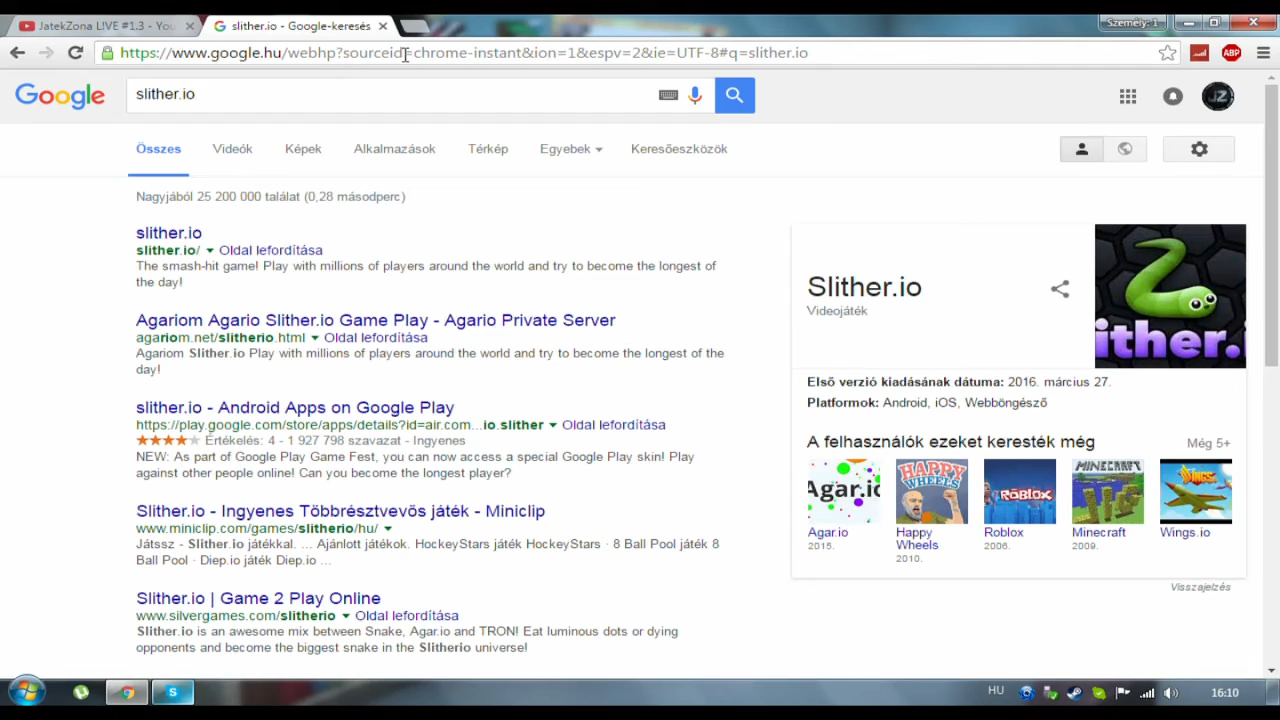 JatekZona L!VE #1.3 - You
slither.io - Google-keresés
Személy: 1
https://www.google.hu/webhp?sourceid=chrome-instant&ion=1&espv=2&ie=UTF-8#q=slither.io
ABP
Google
slither.io
JZ
Összes
Videók
Képek
Alkalmazások
Térkép
Egyebek
Keresőeszközök
Nagyjából 25 200 000 találat (0,28 másodperc)
slither.io
slither.io/ Oldal lefordítása
The smash-hit game! Play with millions of players around the world and try to become the longest of
the day!
Agariom Agario Slither.io Game Play - Agario Private Server
agariom.net/slitherio.html Oldal lefordítása
Agariom Slither.io Play with millions of players around the world and try to become the longest of the
day!
slither.io - Android Apps on Google Play
https://play.google.com/store/apps/details?id=air.com...io.slither Oldal lefordítása
Értékelés: 4 - 1 927 798 szavazat - Ingyenes
NEW: As part of Google Play Game Fest, you can now access a special Google Play skin! Play
against other people online! Can you become the longest player?
Slither.io - Ingyenes Többrésztvevös játék - Miniclip
www.miniclip.com/games/slitherio/hu/
Játssz - Slither.io játékkal. ... Ajánlott játékok. HockeyStars játék HockeyStars · 8 Ball Pool játék 8
Ball Pool · Diep.io játék Diep.io ...
Slither.io | Game 2 Play Online
www.silvergames.com/slitherio Oldal lefordítása
Slither.io is an awesome mix between Snake, Agar.io and TRON! Eat luminous dots or dying
opponents and become the biggest snake in the Slitherio universe!
Slither.io
Videojáték
ither.i
Első verzió kiadásának dátuma: 2016. március 27.
Platformok: Android, iOS, Webböngésző
A felhasználók ezeket keresték még
Még 5+
Agar.io
HAPPY
WHEELS
ROBLOX
MINECRAFT
WINGS.io
Agar.io
2015.
Happy
Wheels
2010.
Roblox
2006.
Minecraft
2009.
Wings.io
Visszajelzés
S
HU
16:10